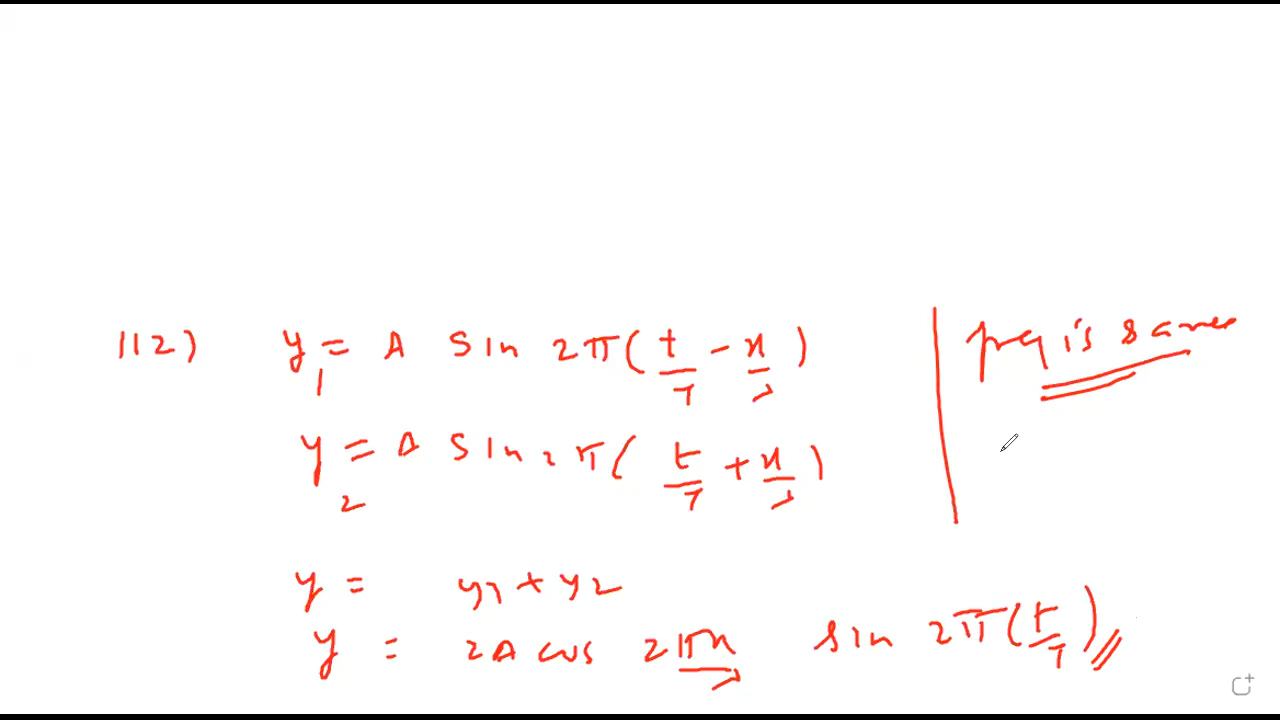 112) y₁ = A sin 2π(t/T - x/λ)
freq is same
y₂ = A sin 2π(t/T + x/λ)
y = y₁ + y₂
y = 2A cos 2πx/λ sin 2π(t/T)